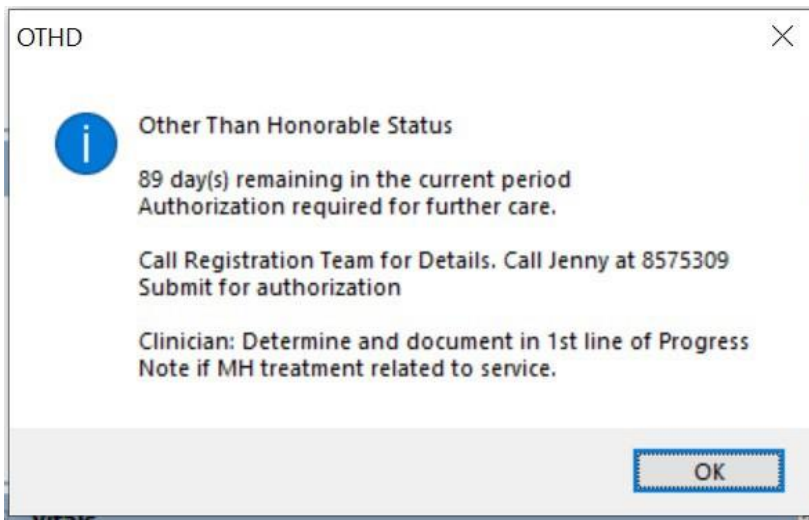 OTHD
Other Than Honorable Status
89 day(s) remaining in the current period
Authorization required for further care.
Call Registration Team for Details. Call Jenny at 8575309
Submit for authorization
Clinician: Determine and document in 1st line of Progress
Note if MH treatment related to service.
OK